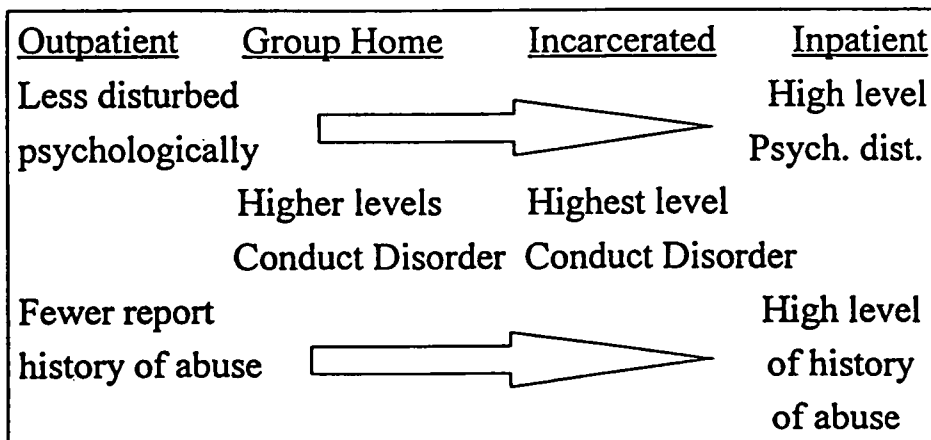 Outpatient Group Home Incarcerated Inpatient
Less disturbed High level
psychologically Psych. dist.
Higher levels Highest level
Conduct Disorder Conduct Disorder
Fewer report High level
history of abuse of history
of abuse